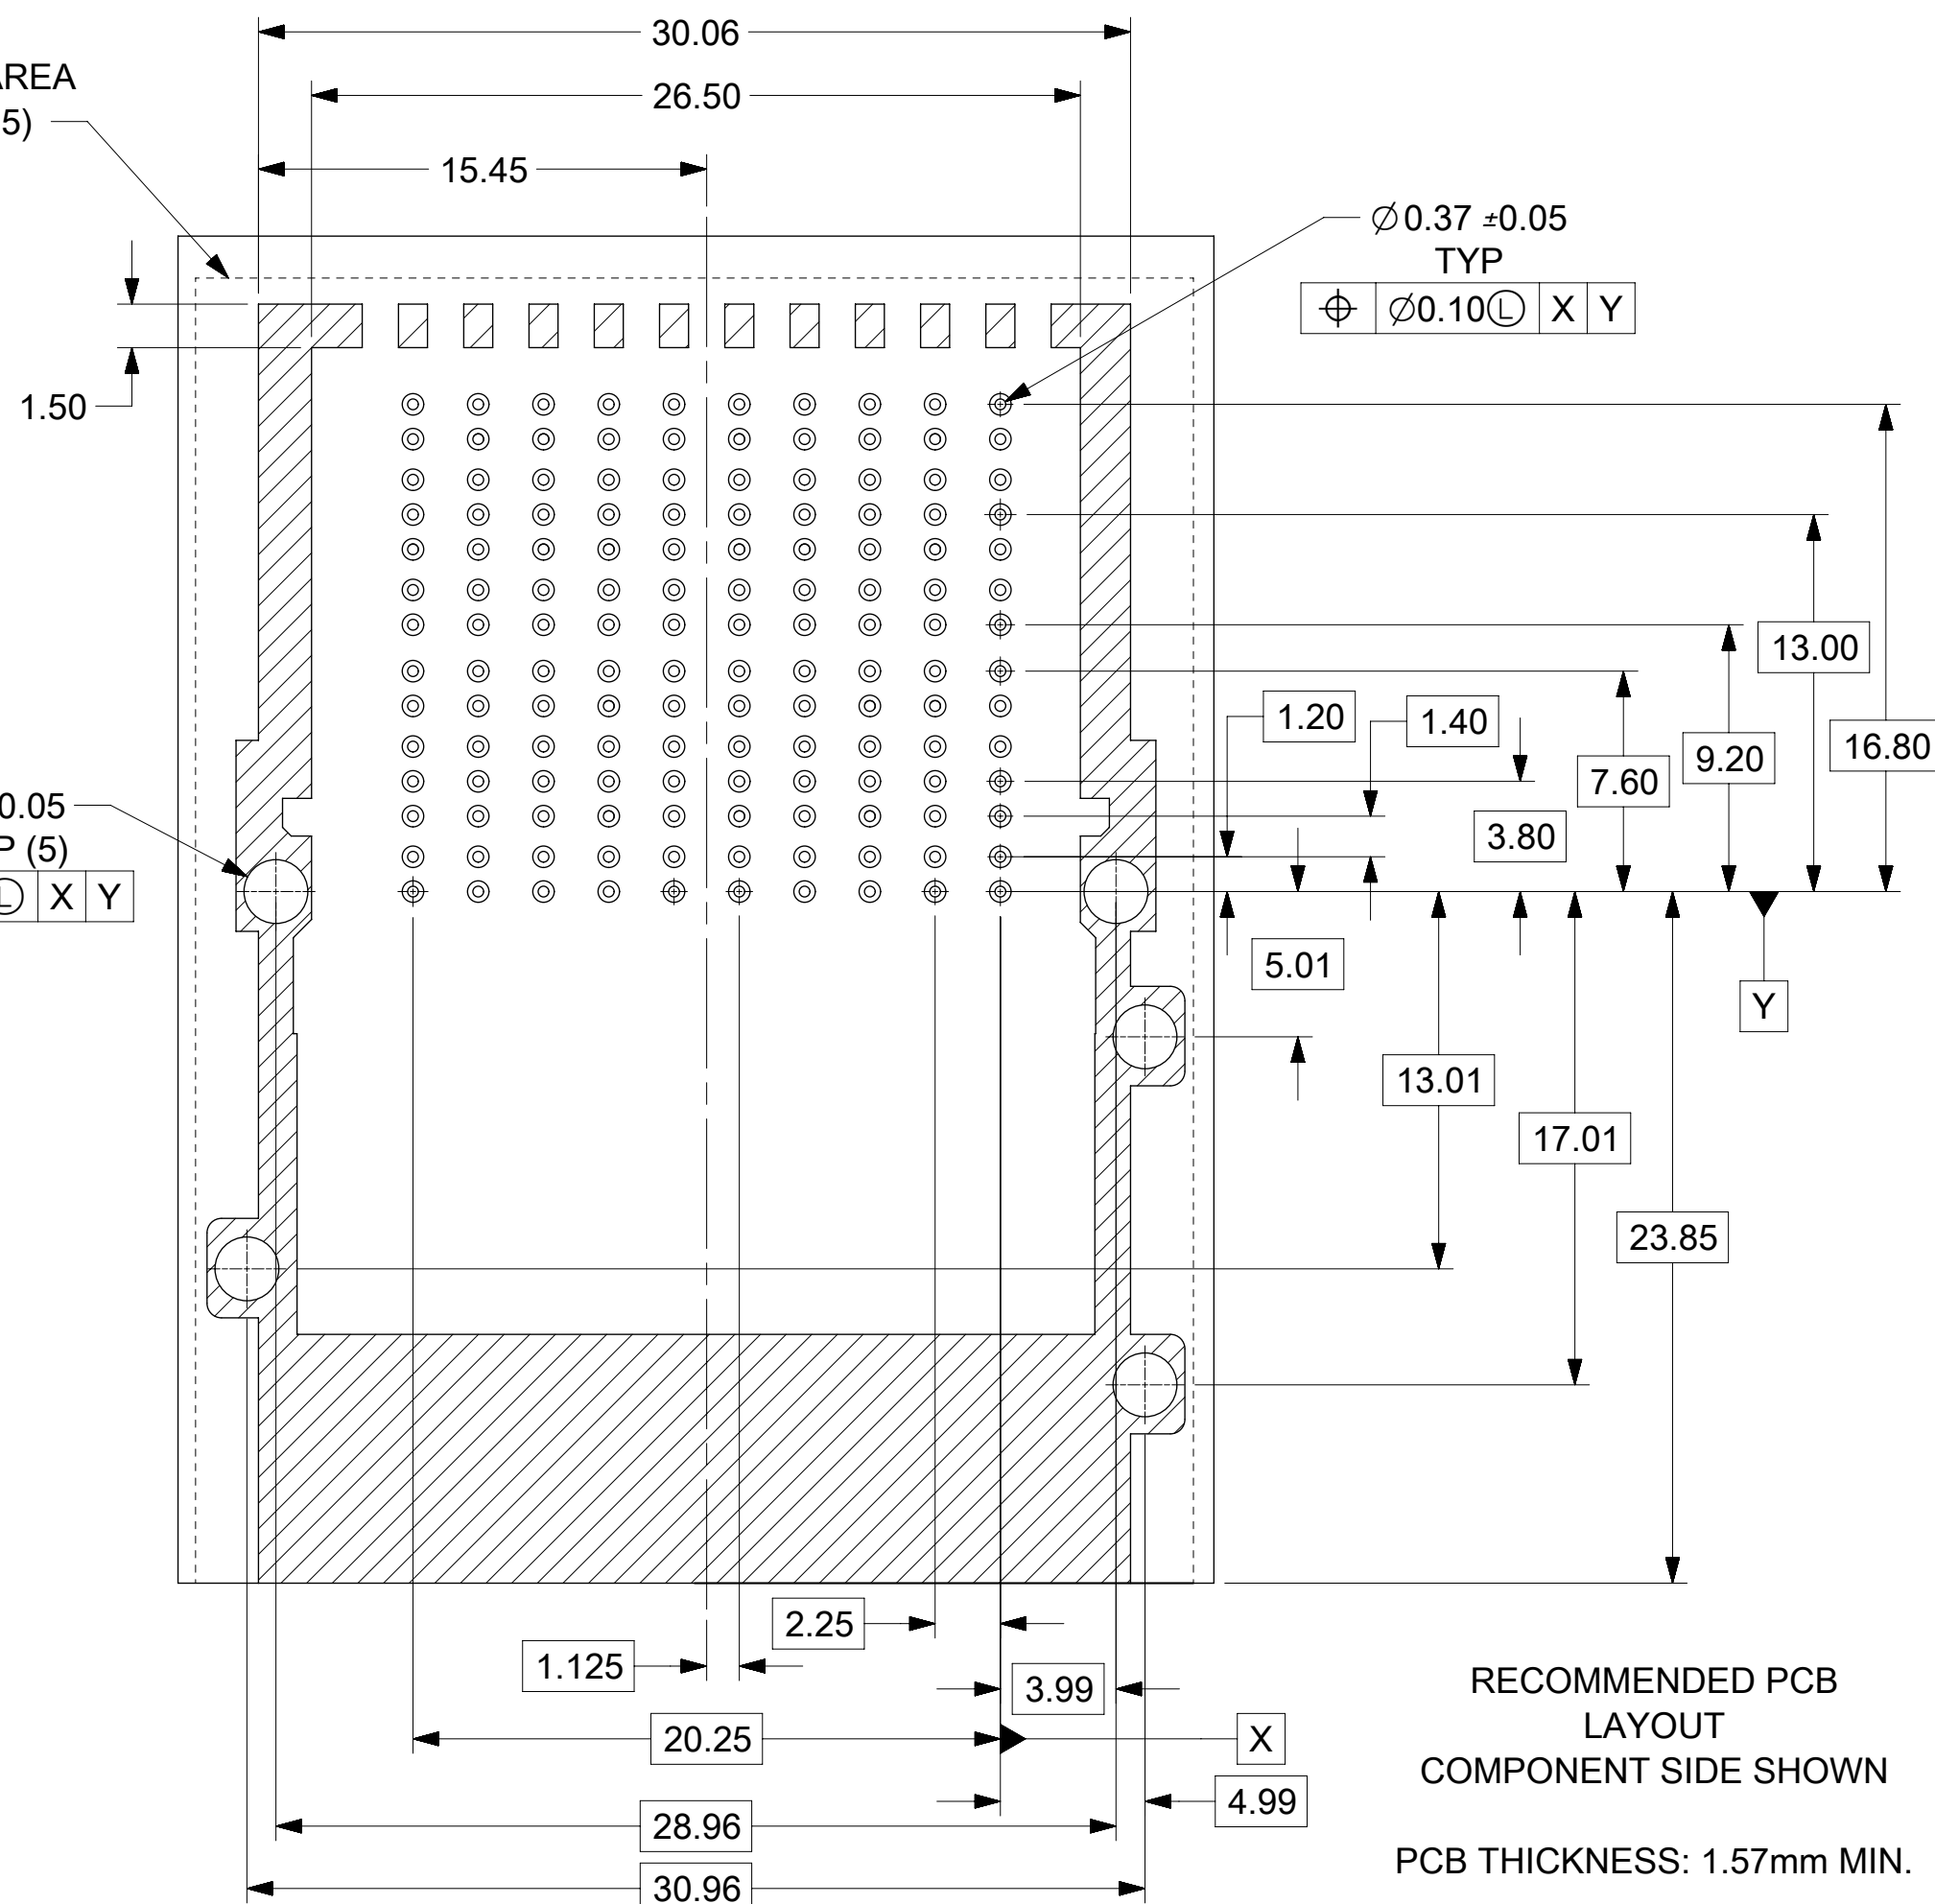 30.06
AREA
26.50
5)
15.45
∅0.37 ±0.05
TYP
⌖ ∅0.10Ⓛ X Y
1.50
13.00
1.20
1.40
16.80
9.20
7.60
0.05
3.80
P (5)
Ⓛ X Y
5.01
Y
13.01
17.01
23.85
2.25
1.125
3.99
RECOMMENDED PCB
LAYOUT
COMPONENT SIDE SHOWN
20.25
X
4.99
28.96
PCB THICKNESS: 1.57mm MIN.
30.96